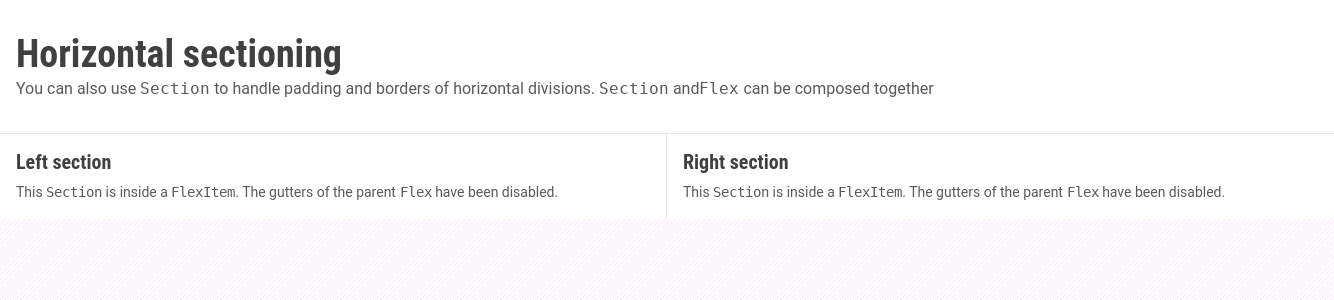 Horizontal sectioning
You can also use Section to handle padding and borders of horizontal divisions. Section andFlex can be composed together
Left section
This Section is inside a FlexItem. The gutters of the parent Flex have been disabled.
Right section
This Section is inside a FlexItem. The gutters of the parent Flex have been disabled.